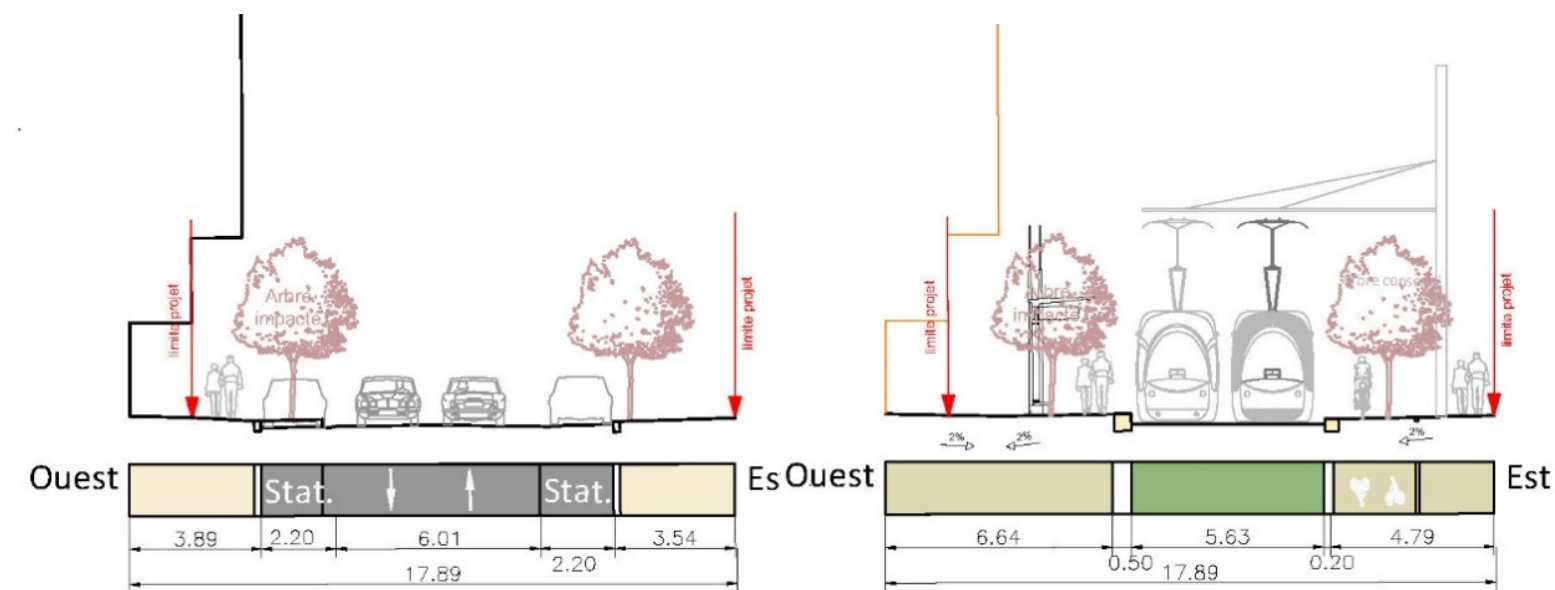 limite projet
Arbre
impacté
limite projet
Ouest
Stat.
Stat.
Es
3.89
2.20
6.01
2.20
3.54
17.89
limite projet
limite projet
2%
2%
2%
Ouest
Est
6.64
0.50
5.63
0.20
4.79
17.89